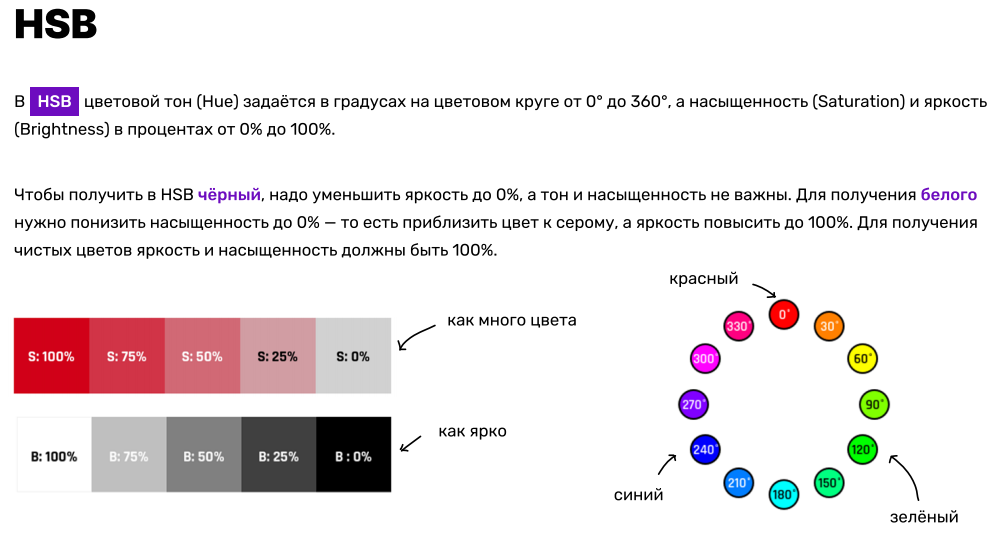 HSB
В HSB цветовой тон (Hue) задаётся в градусах на цветовом круге от 0° до 360°, а насыщенность (Saturation) и яркость
(Brightness) в процентах от 0% до 100%.
Чтобы получить в HSB чёрный, надо уменьшить яркость до 0%, а тон и насыщенность не важны. Для получения белого
нужно понизить насыщенность до 0% — то есть приблизить цвет к серому, а яркость повысить до 100%. Для получения
чистых цветов яркость и насыщенность должны быть 100%.
как много цвета
S: 100% S: 75% S: 50% S: 25% S: 0%
как ярко
B: 100% B: 75% B: 50% B: 25% B : 0%
красный
0°
30°
60°
90°
120°
150°
180°
210°
240°
270°
300°
330°
синий
зелёный